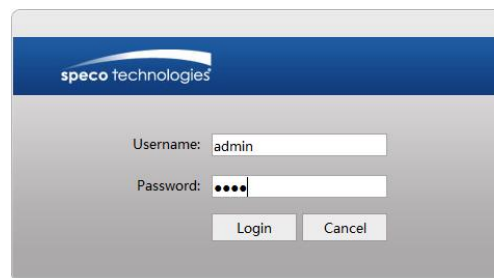 speco technologies
Username: admin
Password: ●●●●
Login Cancel